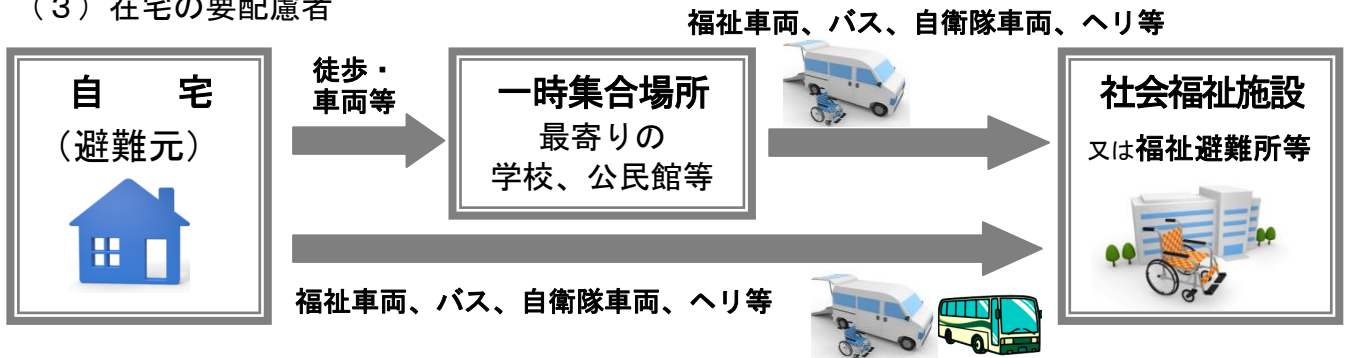 (3)在宅の要配慮者
福祉車両、バス、自衛隊車両、ヘリ等
自 宅
(避難元)
徒歩・
車両等
一時集合場所
最寄りの
学校、公民館等
社会福祉施設
又は福祉避難所等
福祉車両、バス、自衛隊車両、ヘリ等